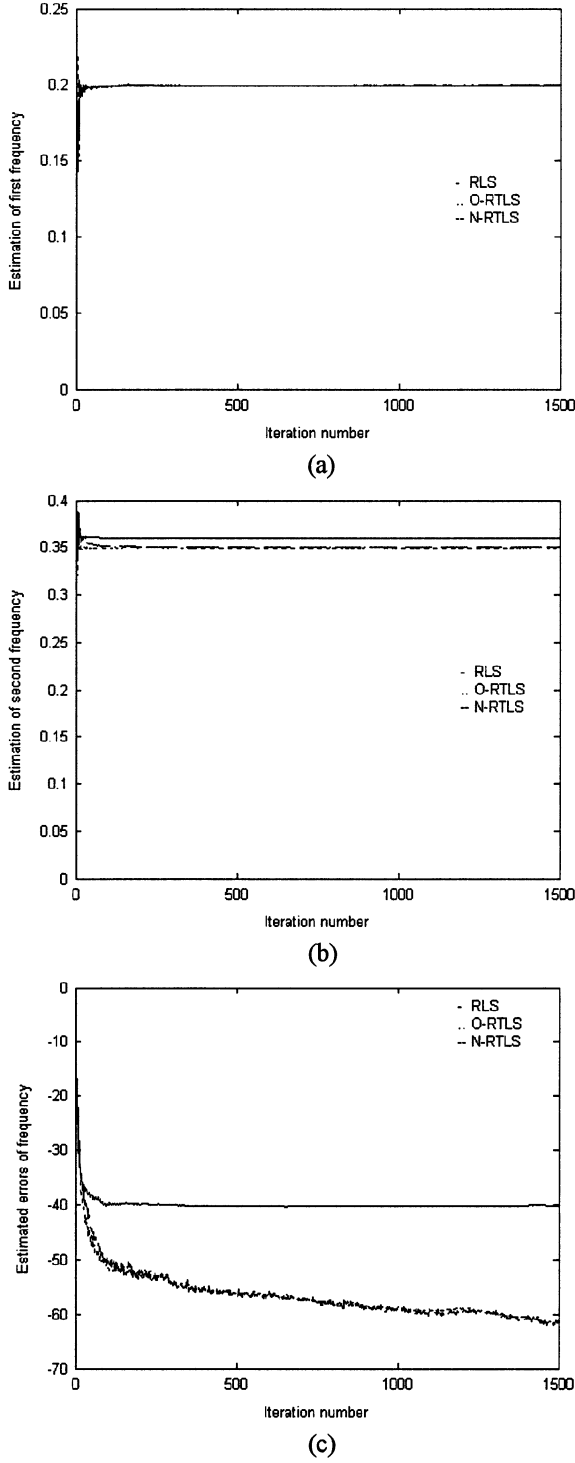 0.25
0.2
0.15
0.1
0.05
0
Estimation of first frequency
- RLS
.. O-RTLS
-- N-RTLS
0 500 1000 1500
Iteration number
(a)
0.4
0.35
0.3
0.25
0.2
0.15
0.1
0.05
0
Estimation of second frequency
- RLS
.. O-RTLS
-- N-RTLS
0 500 1000 1500
Iteration number
(b)
0
-10
-20
-30
-40
-50
-60
-70
Estimated errors of frequency
- RLS
.. O-RTLS
-- N-RTLS
0 500 1000 1500
Iteration number
(c)